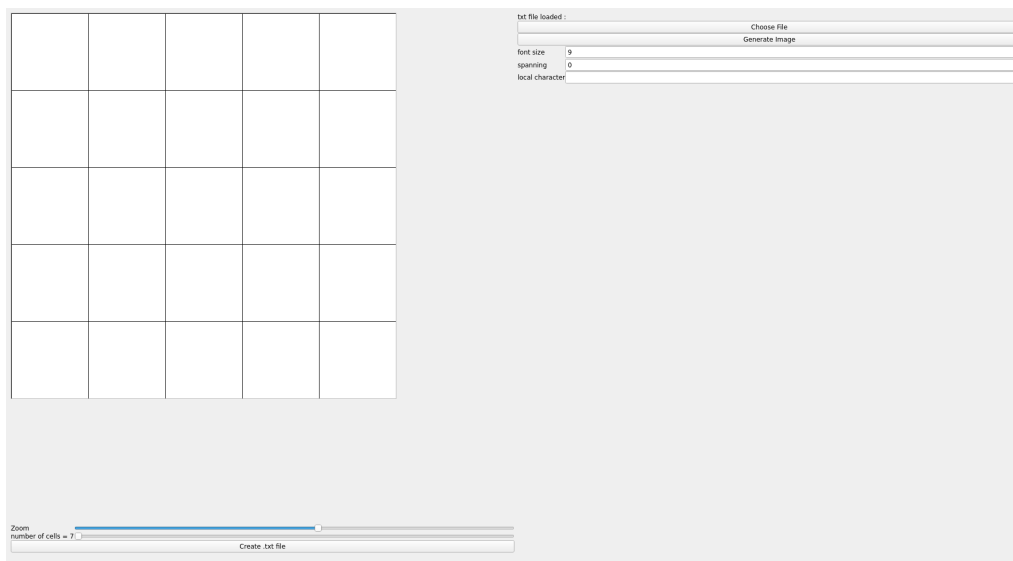 txt file loaded :
Choose File
Generate Image
font size 9
spanning 0
local character
Zoom
number of cells = 7
Create .txt file